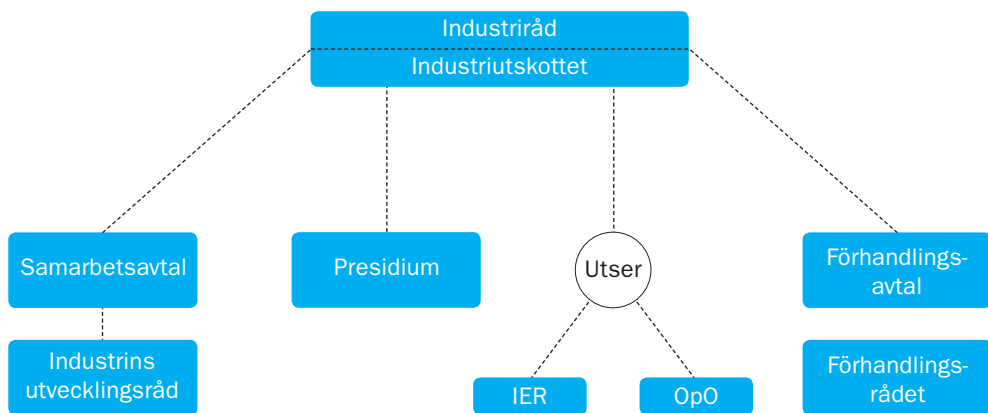 Industriråd
Industriutskottet
Samarbetsavtal
Presidium
Utser
Förhandlings-
avtal
Industrins
utvecklingsråd
IER
OpO
Förhandlings-
rådet